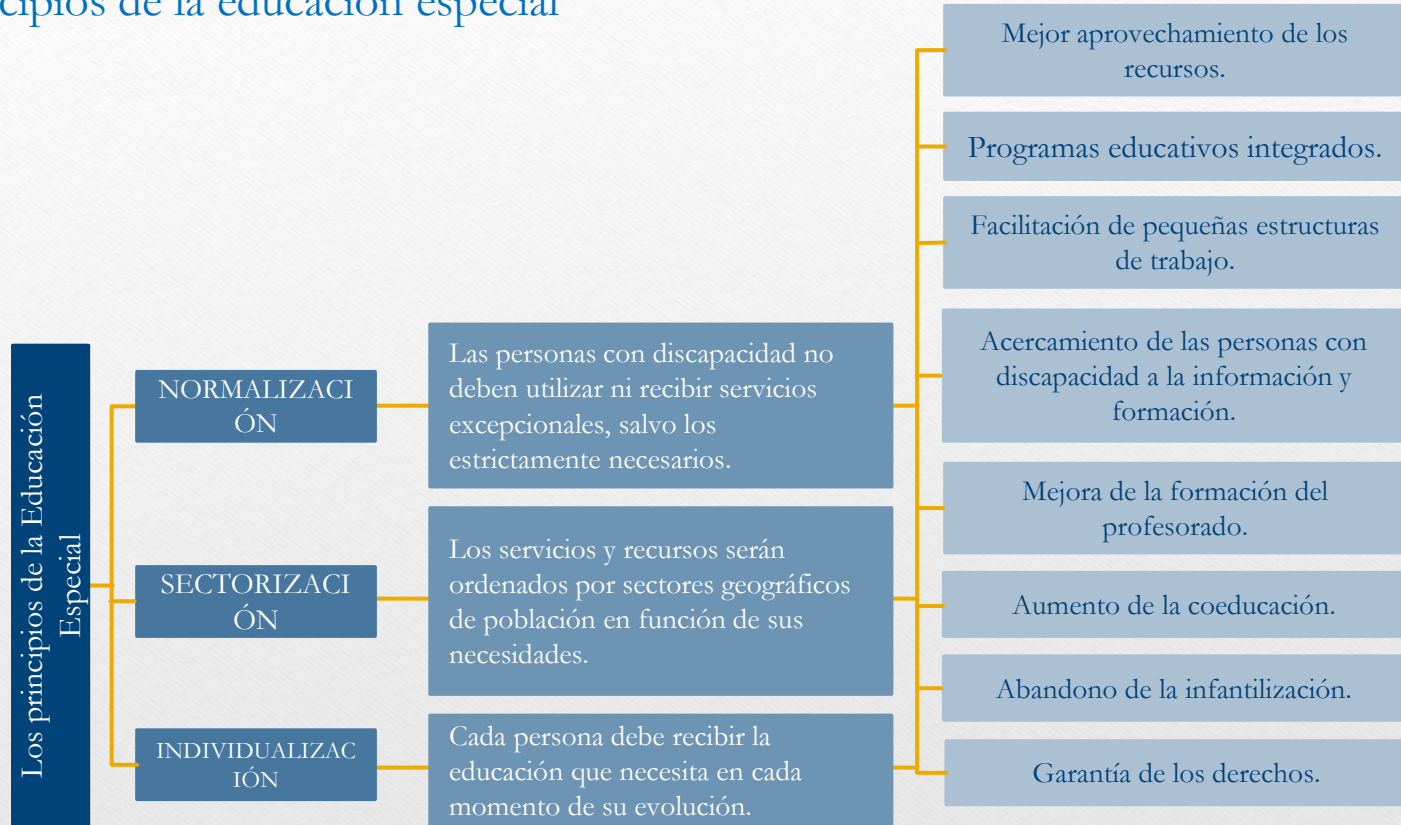 cipios de la educación especial
Los principios de la Educación
Especial
NORMALIZACI
ÓN
Las personas con discapacidad no
deben utilizar ni recibir servicios
excepcionales, salvo los
estrictamente necesarios.
SECTORIZACI
ÓN
Los servicios y recursos serán
ordenados por sectores geográficos
de población en función de sus
necesidades.
INDIVIDUALIZAC
IÓN
Cada persona debe recibir la
educación que necesita en cada
momento de su evolución.
Mejor aprovechamiento de los
recursos.
Programas educativos integrados.
Facilitación de pequeñas estructuras
de trabajo.
Acercamiento de las personas con
discapacidad a la información y
formación.
Mejora de la formación del
profesorado.
Aumento de la coeducación.
Abandono de la infantilización.
Garantía de los derechos.